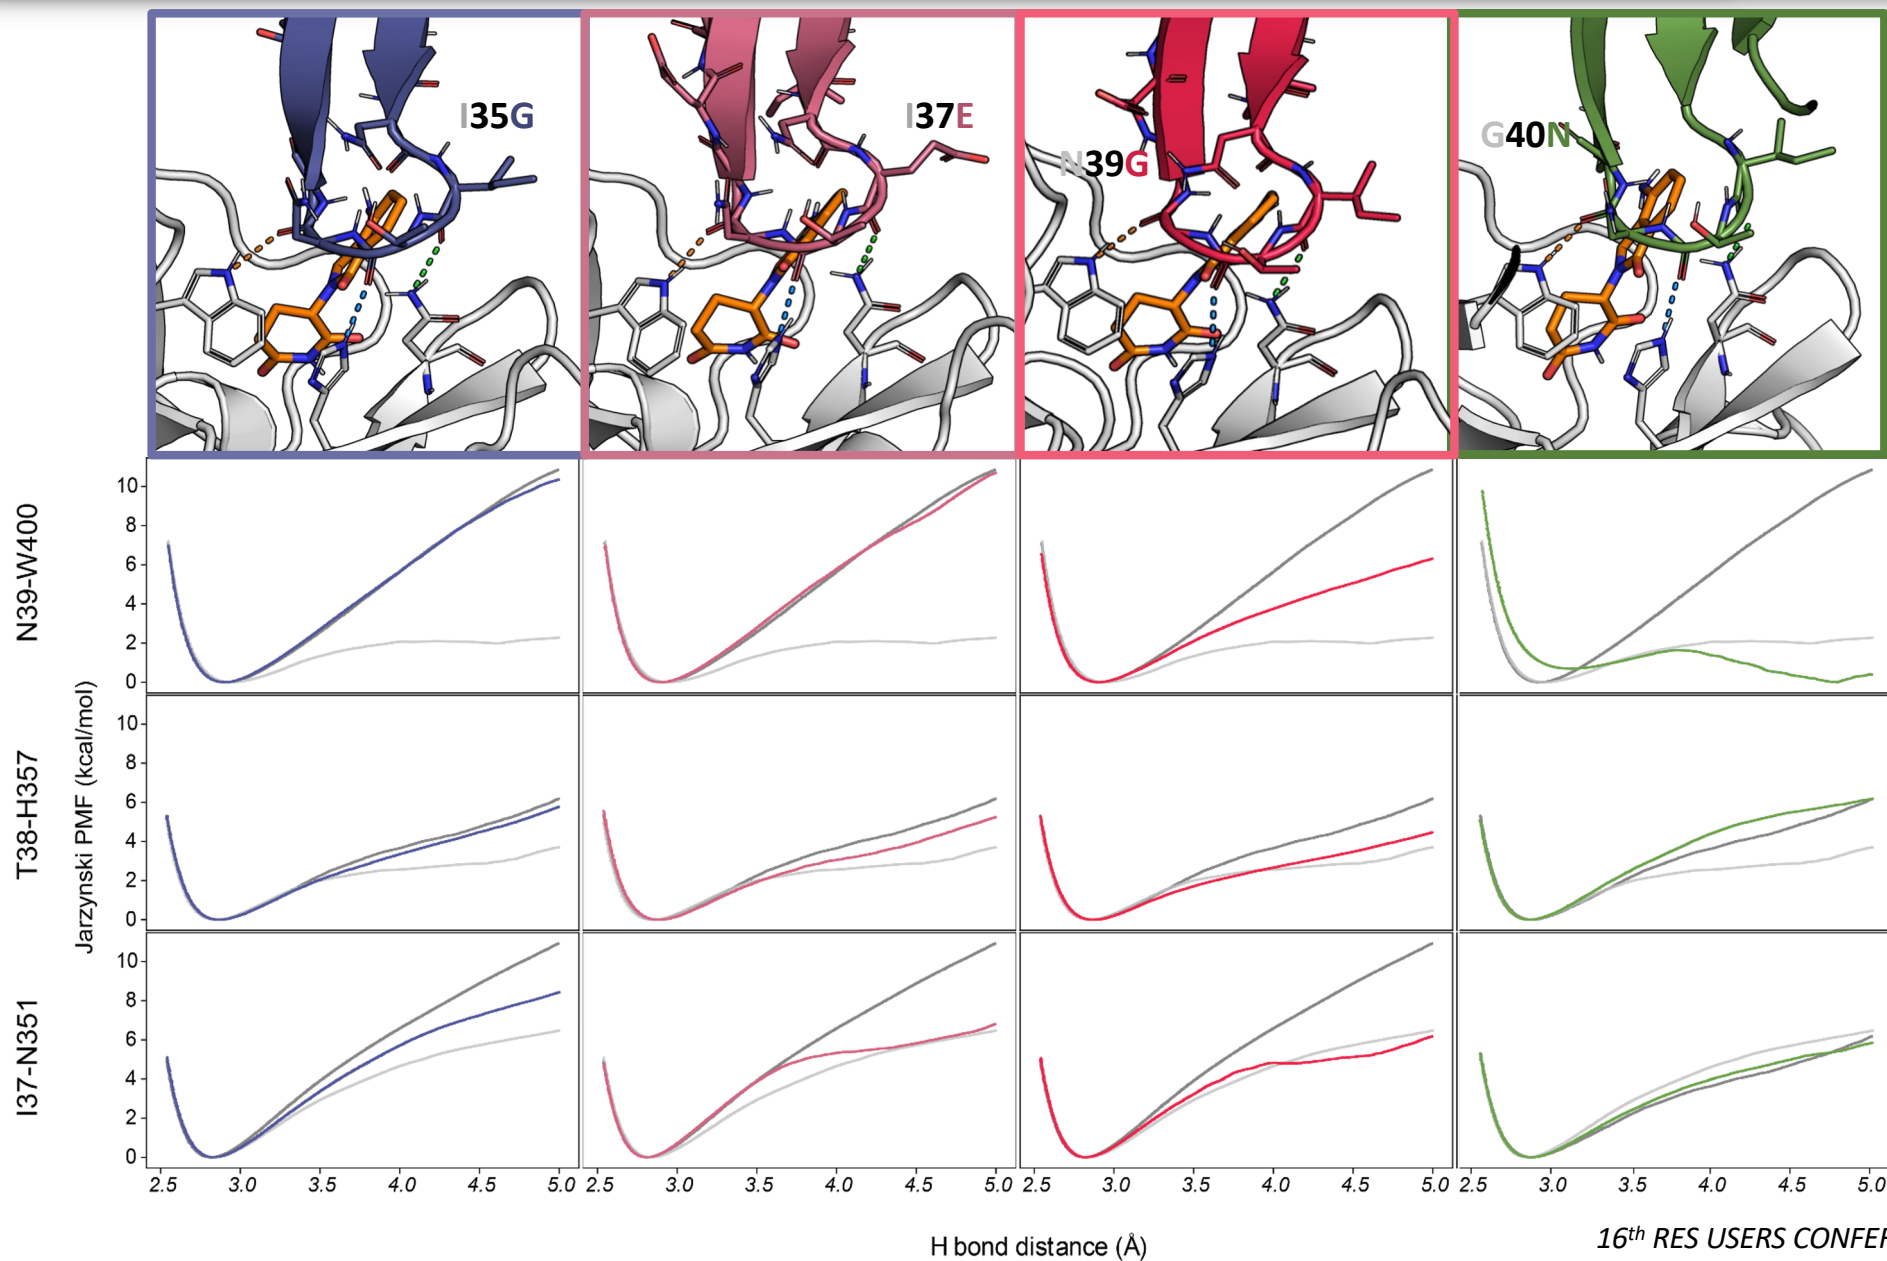 I35G
I37E
N39G
G40N
N39-W400
T38-H357
I37-N351
Jarzynski PMF (kcal/mol)
10
8
6
4
2
0
10
8
6
4
2
0
10
8
6
4
2
0
2.5 3.0 3.5 4.0 4.5 5.0
2.5 3.0 3.5 4.0 4.5 5.0
2.5 3.0 3.5 4.0 4.5 5.0
2.5 3.0 3.5 4.0 4.5 5.0
H bond distance (Å)
16th RES USERS CONFER